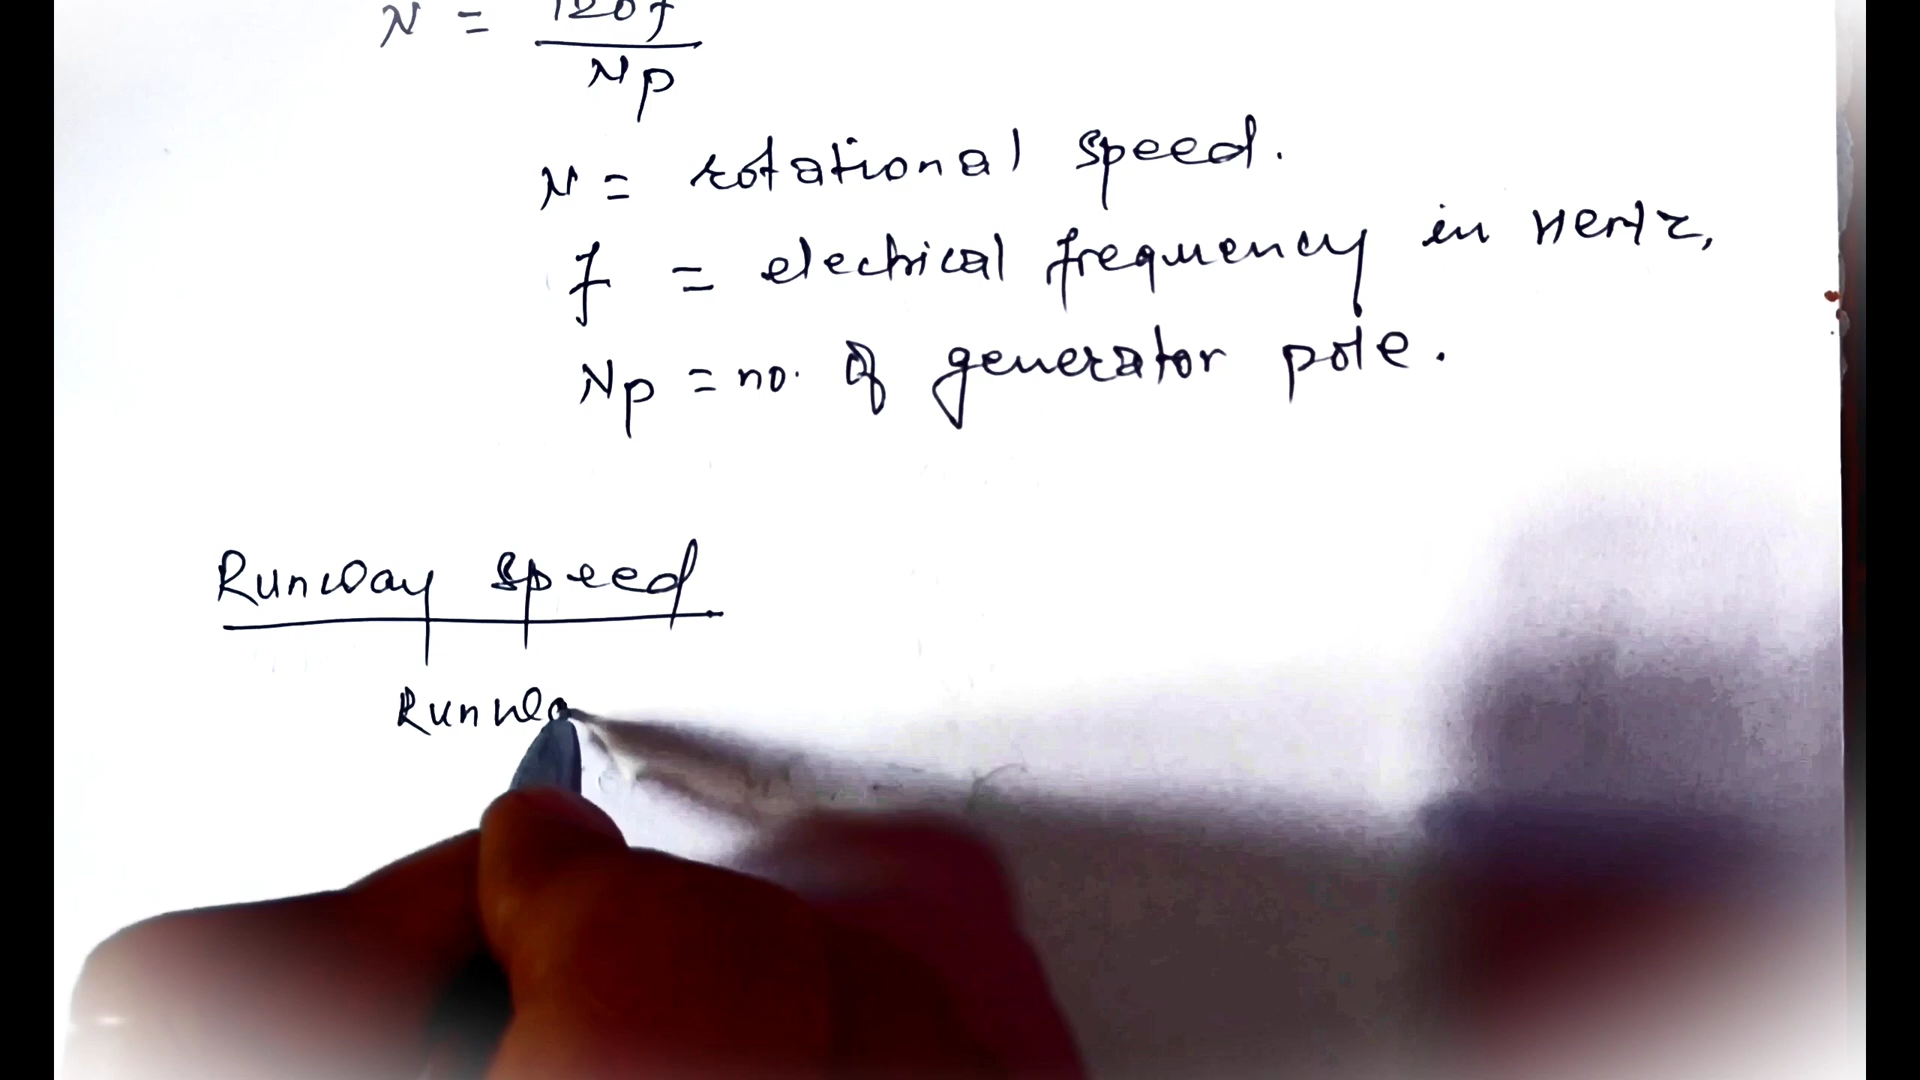 N = 120f
Np
N = rotational speed.
f = electrical frequency in Hertz,
Np = no. of generator pole.
Runway speed
Runwa